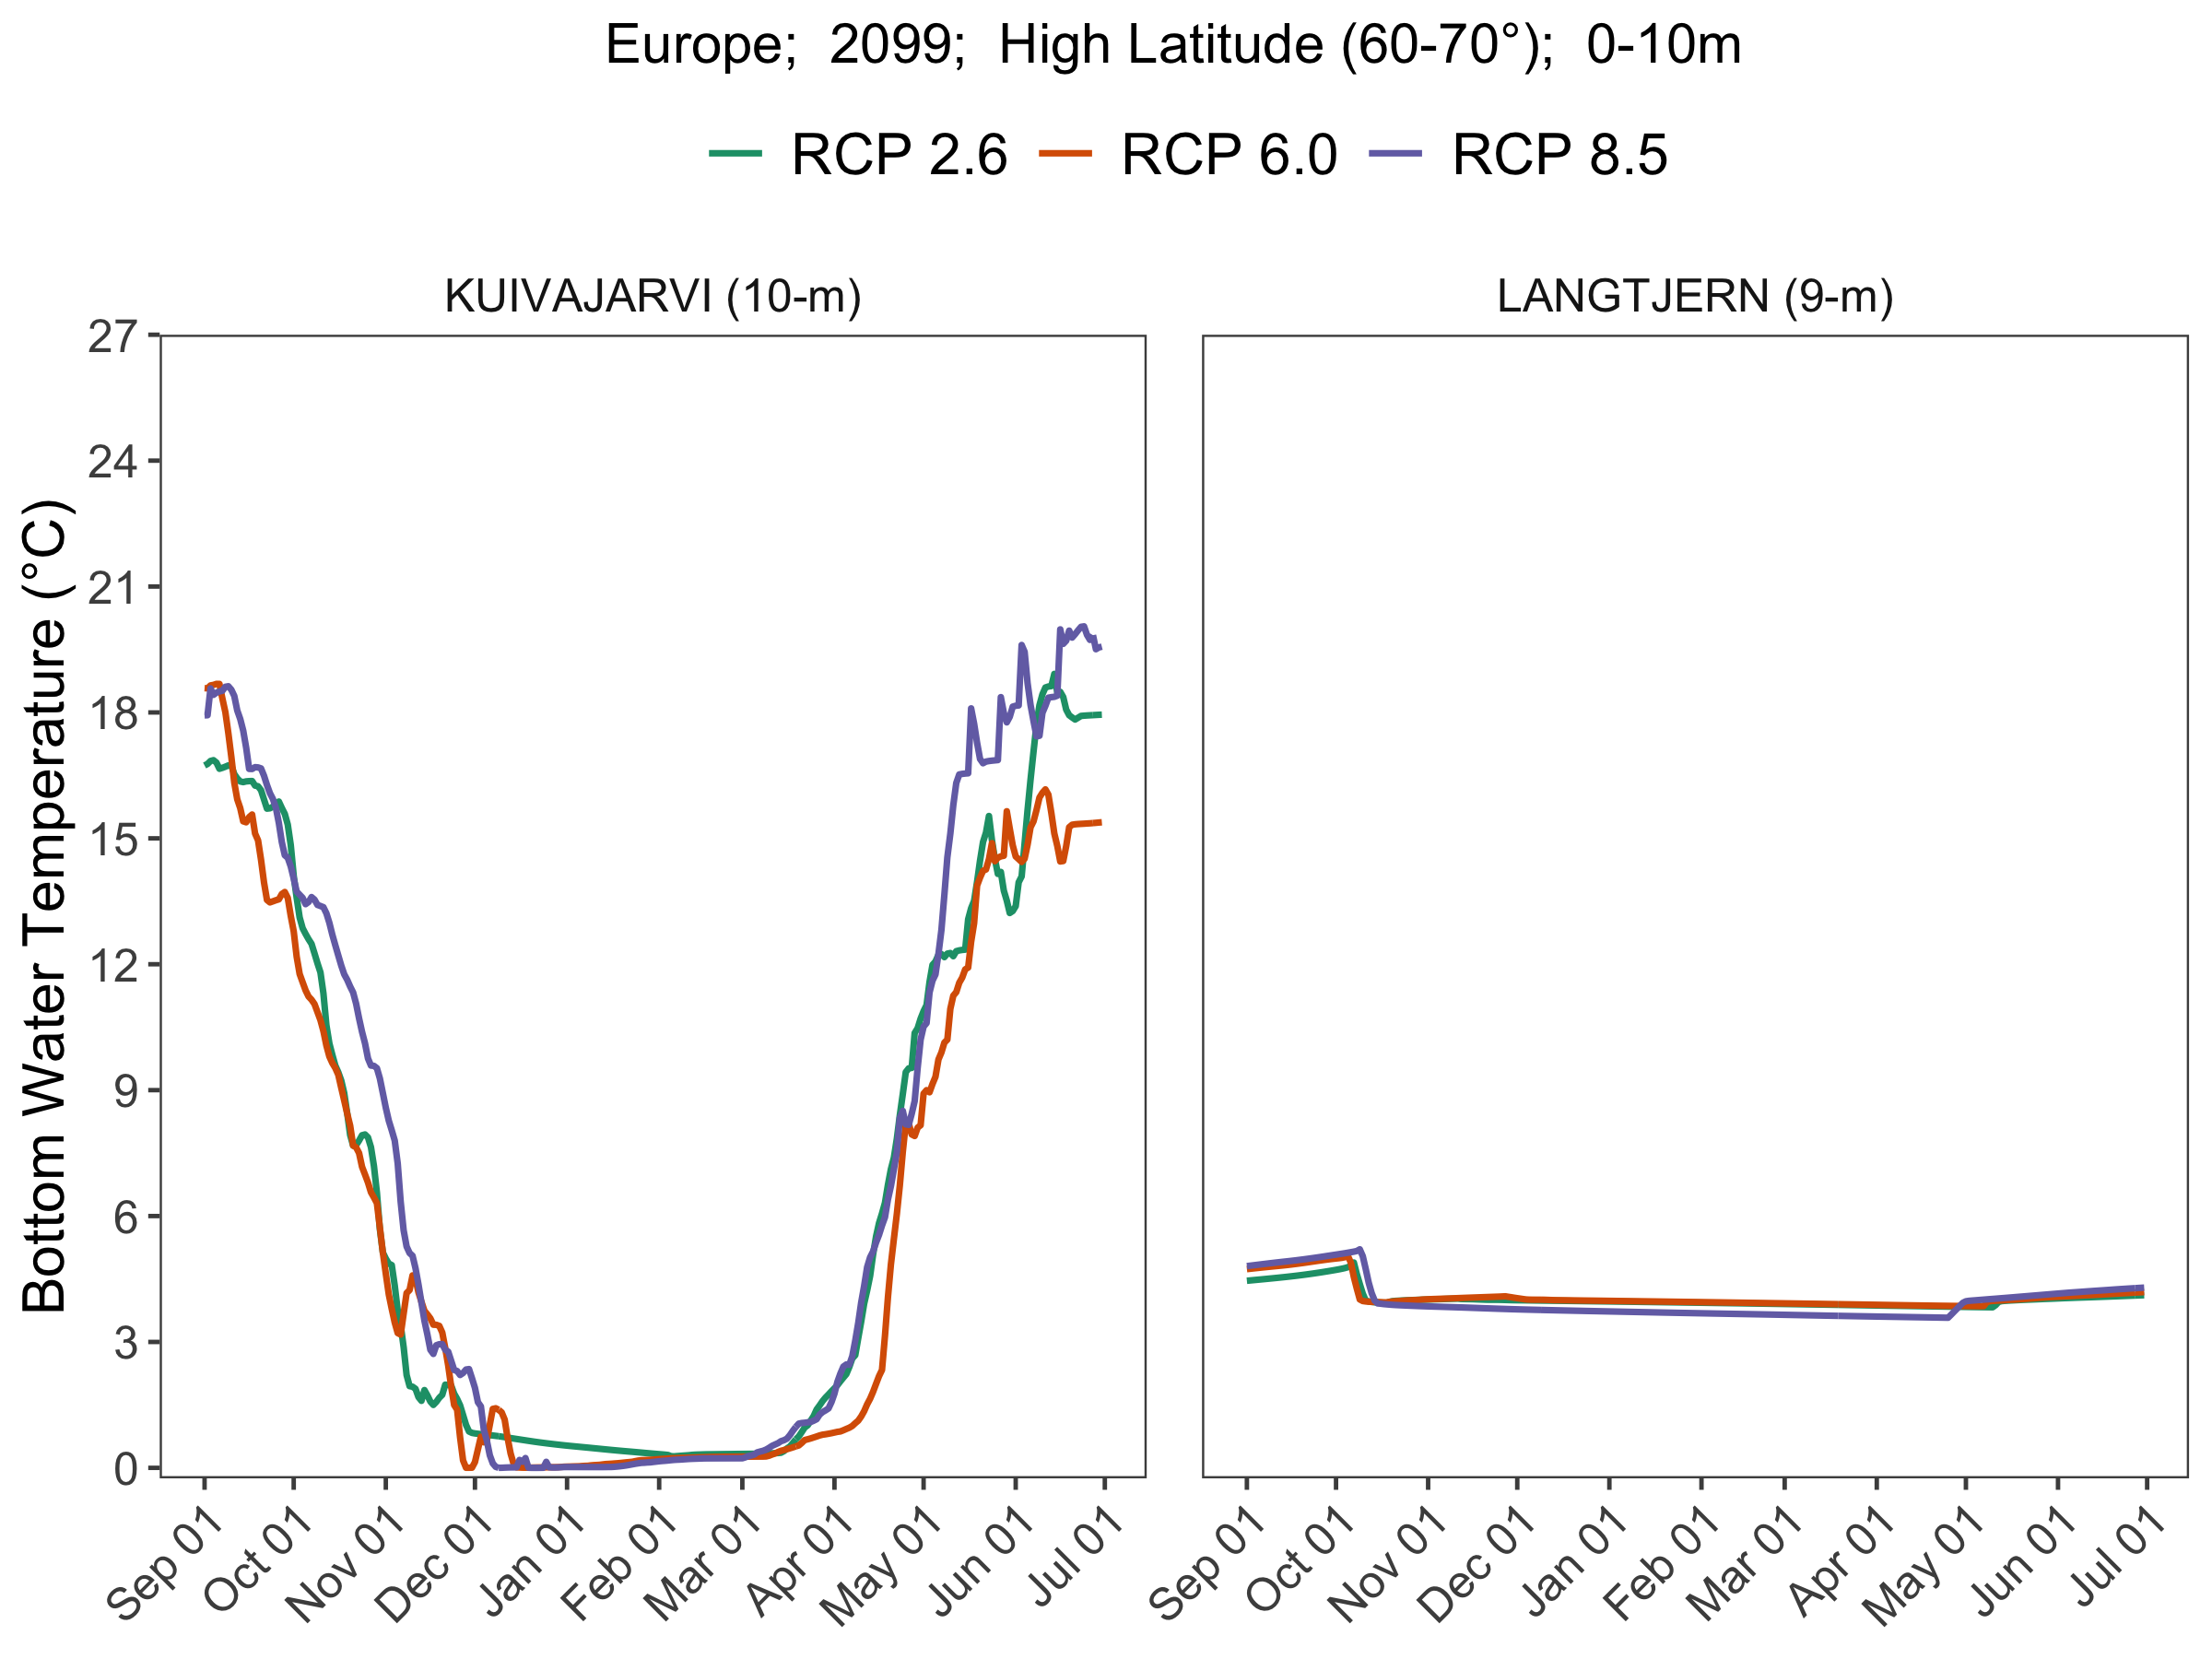 Europe;  2099;  High Latitude (60-70°);  0-10m
RCP 2.6 RCP 6.0 RCP 8.5
KUIVAJARVI (10-m)
LANGTJERN (9-m)
Bottom Water Temperature (°C)
27
24
21
18
15
12
9
6
3
0
Sep 01 Oct 01 Nov 01 Dec 01 Jan 01 Feb 01 Mar 01 Apr 01 May 01 Jun 01 Jul 01
Sep 01 Oct 01 Nov 01 Dec 01 Jan 01 Feb 01 Mar 01 Apr 01 May 01 Jun 01 Jul 01